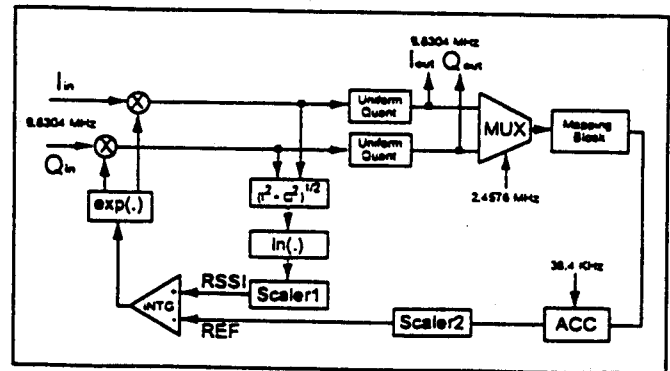 9.8304 MHz
Iout Qout
Iin
Uniform Quant
9.8304 MHz
MUX
Mapping Block
Uniform Quant
Qin
2.4576 MHz
exp(.)
(I² - Q²)^1/2
ln(.)
RSSI
Scaler1
38.4 KHz
INTG
REF
Scaler2
ACC